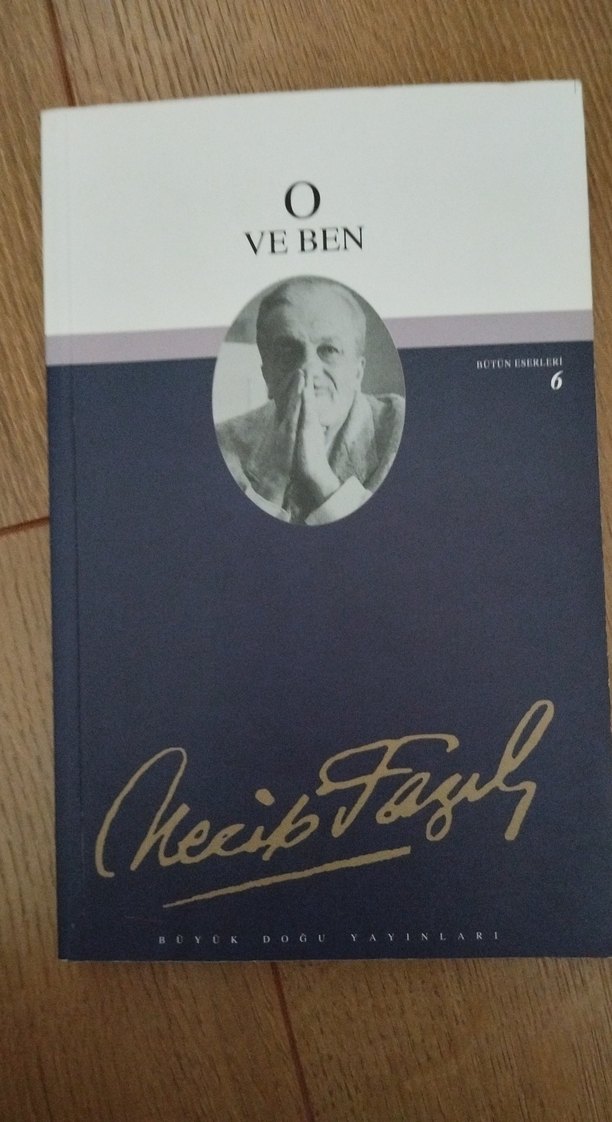 O
VE BEN
BÜTÜN ESERLERİ
6
Necip Fazıl
BÜYÜK DOĞU YAYINLARI